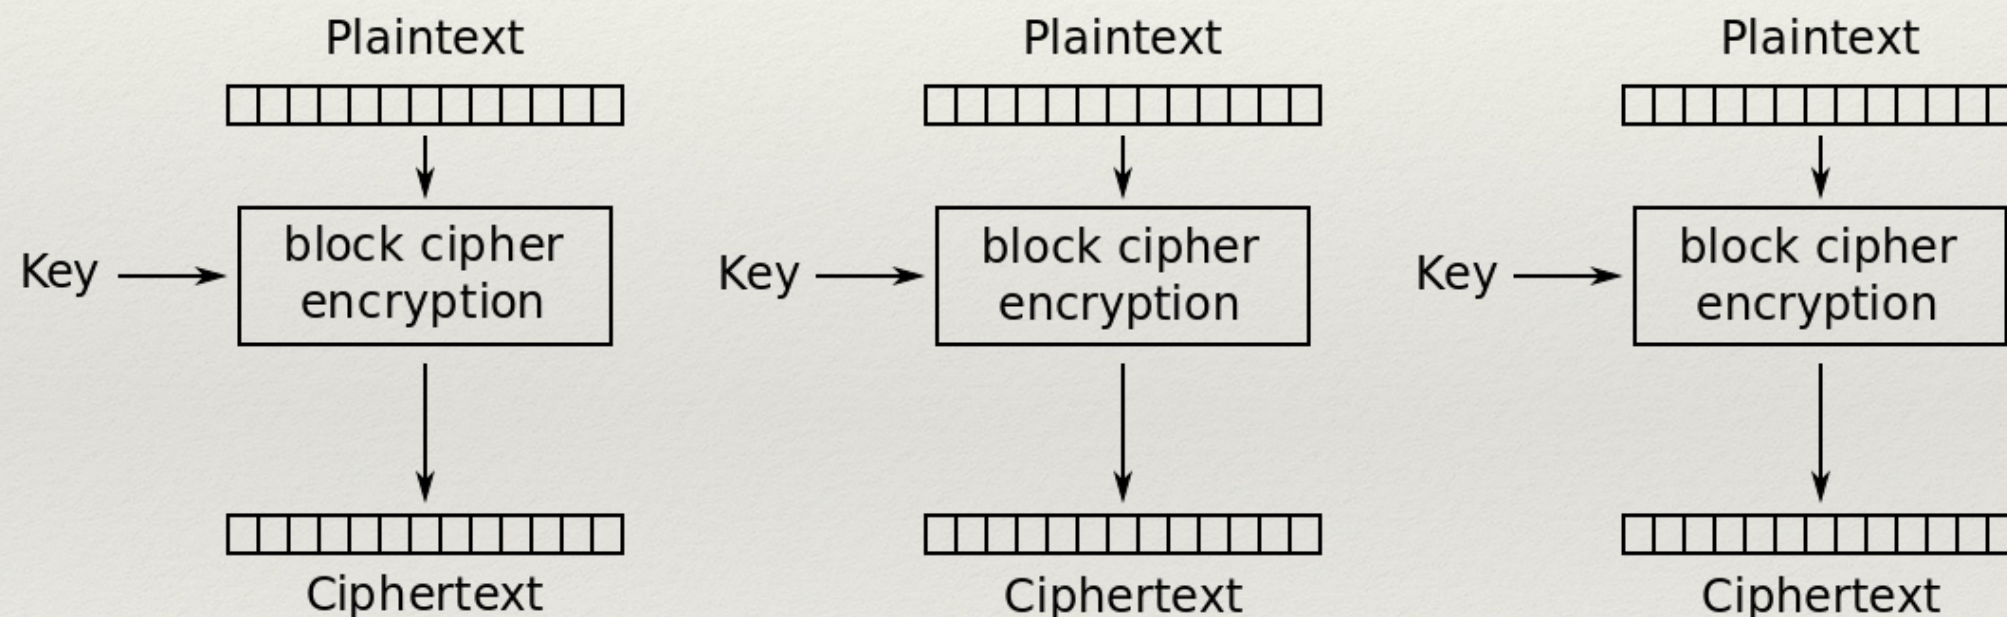 Plaintext
Plaintext
Plaintext
Key
block cipher
encryption
Key
block cipher
encryption
Key
block cipher
encryption
Ciphertext
Ciphertext
Ciphertext